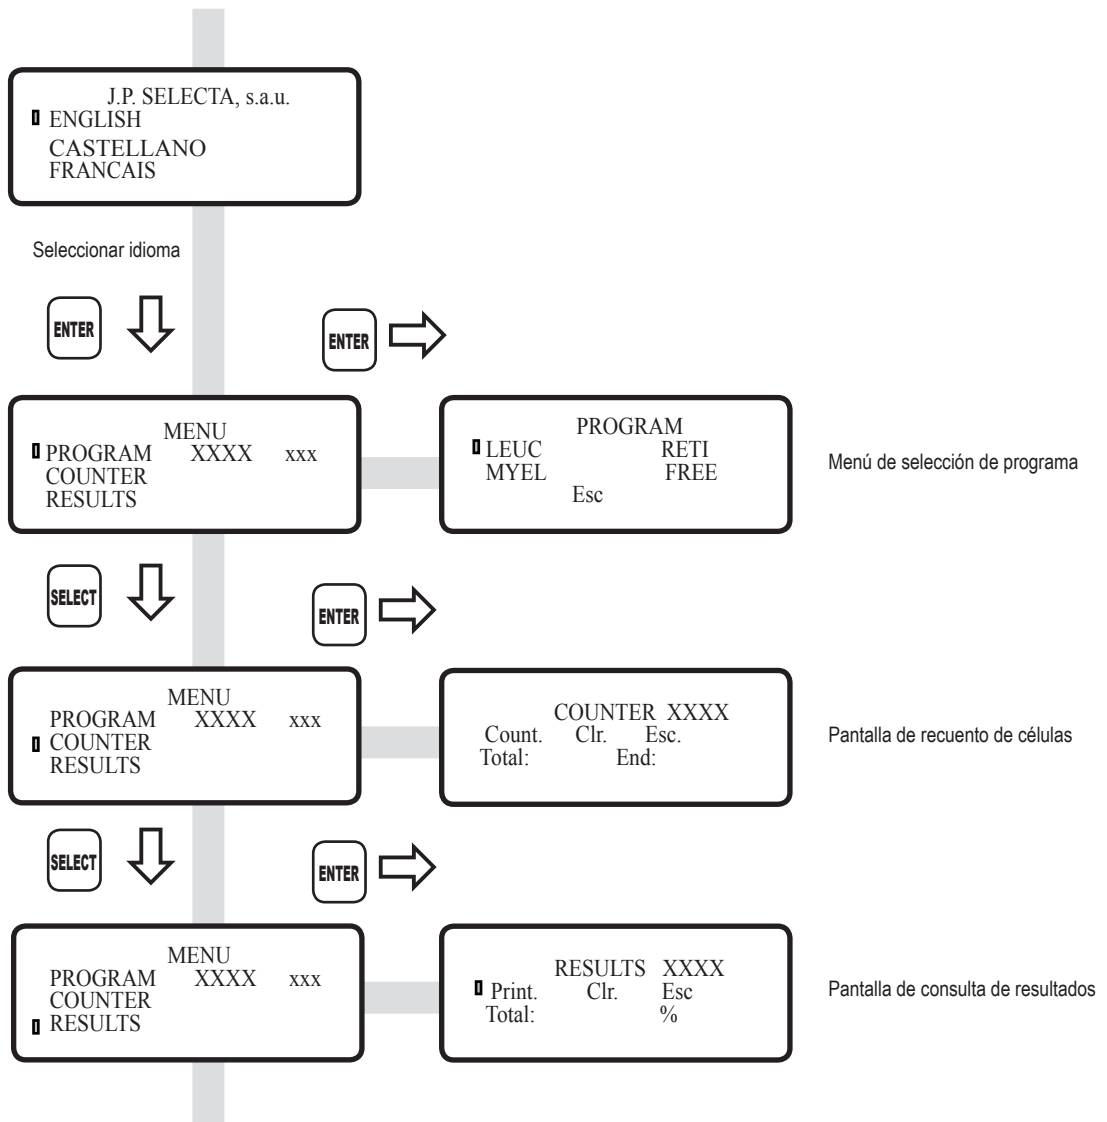 J.P. SELECTA, s.a.u.
ENGLISH
CASTELLANO
FRANCAIS
Seleccionar idioma
ENTER
ENTER
MENU
PROGRAM XXXX xxx
COUNTER
RESULTS
PROGRAM
LEUC RETI
MYEL FREE
Esc
Menú de selección de programa
SELECT
ENTER
MENU
PROGRAM XXXX xxx
COUNTER
RESULTS
COUNTER XXXX
Count. Clr. Esc.
Total: End:
Pantalla de recuento de células
SELECT
ENTER
MENU
PROGRAM XXXX xxx
COUNTER
RESULTS
RESULTS XXXX
Print. Clr. Esc
Total: %
Pantalla de consulta de resultados